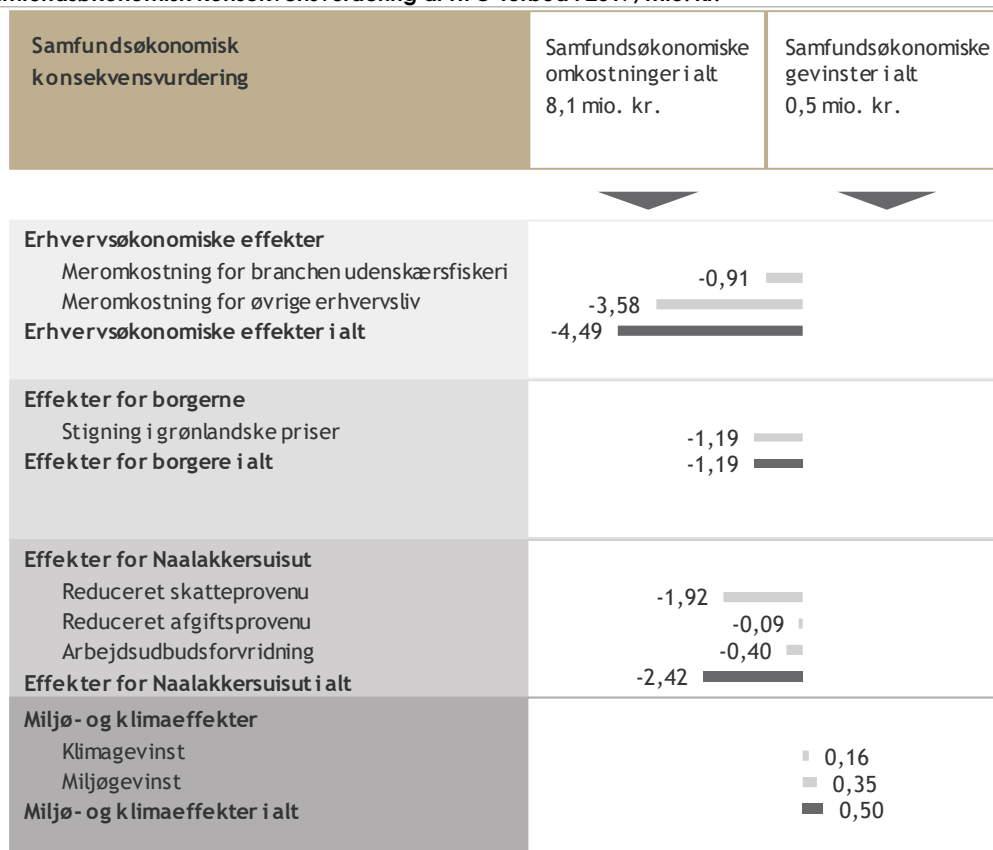 Samfundsøkonomisk
konsekvensvurdering
Samfundsøkonomiske
omkostninger i alt
8,1 mio. kr.
Samfundsøkonomiske
gevinster i alt
0,5 mio. kr.
Erhvervsøkonomiske effekter
Meromkostning for branchen udenskærsfiskeri -0,91
Meromkostning for øvrige erhvervsliv -3,58
Erhvervsøkonomiske effekter i alt -4,49
Effekter for borgerne
Stigning i grønlandske priser -1,19
Effekter for borgere i alt -1,19
Effekter for Naalakkersuisut
Reduceret skatteprovenu -1,92
Reduceret afgiftsprovenu -0,09
Arbejdsudbudsforvridning -0,40
Effekter for Naalakkersuisut i alt -2,42
Miljø- og klimaeffekter
Klimagevinst 0,16
Miljøgevinst 0,35
Miljø- og klimaeffekter i alt 0,50